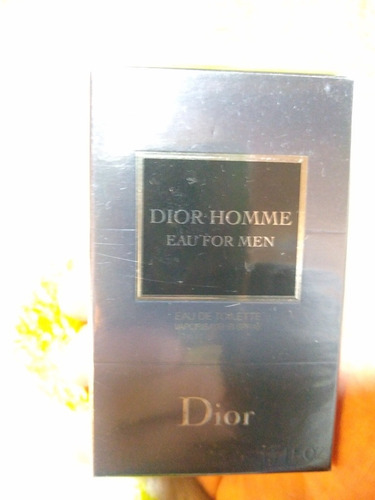 DIOR HOMME
EAU FOR MEN
EAU DE TOILETTE
Dior